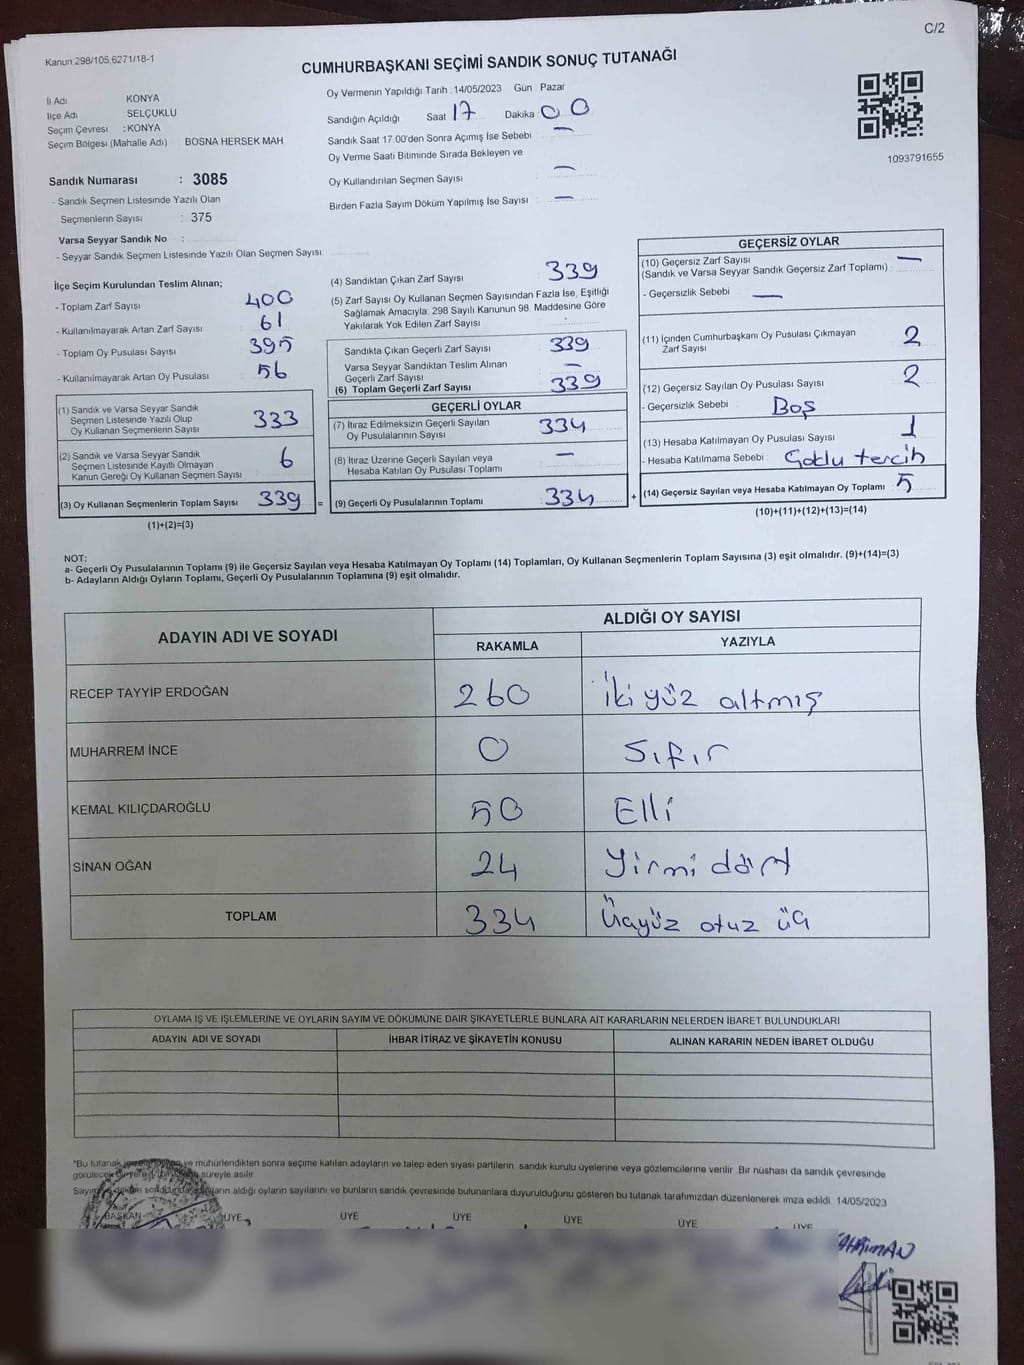 C/2
Kanun.298/105,6271/18-1
CUMHURBAŞKANI SEÇİMİ SANDIK SONUÇ TUTANAĞI
İl Adı KONYA
İlçe Adı SELÇUKLU
Seçim Çevresi : KONYA
Seçim Bölgesi (Mahalle Adı) BOSNA HERSEK MAH
Sandık Numarası : 3085
- Sandık Seçmen Listesinde Yazılı Olan
Seçmenlerin Sayısı : 375
Varsa Seyyar Sandık No :
- Seyyar Sandık Seçmen Listesinde Yazılı Olan Seçmen Sayısı
Oy Vermenin Yapıldığı Tarih : 14/05/2023 Gün : Pazar
Sandığın Açıldığı Saat 17 Dakika 00
Sandık Saat 17.00'den Sonra Açımış İse Sebebi —
Oy Verme Saati Bitiminde Sırada Bekleyen ve
Oy Kullandırılan Seçmen Sayısı —
Birden Fazla Sayım Döküm Yapılmış İse Sayısı —
1093791655
İlçe Seçim Kurulundan Teslim Alınan;
- Toplam Zarf Sayısı 400
- Kullanılmayarak Artan Zarf Sayısı 61
- Toplam Oy Pusulası Sayısı 395
- Kullanılmayarak Artan Oy Pusulası 56
(1) Sandık ve Varsa Seyyar Sandık
Seçmen Listesinde Yazılı Olup
Oy Kullanan Seçmenlerin Sayısı 333
(2) Sandık ve Varsa Seyyar Sandık
Seçmen Listesinde Kayıtlı Olmayan
Kanun Gereği Oy Kullanan Seçmen Sayısı 6
(3) Oy Kullanan Seçmenlerin Toplam Sayısı 339 =
(1)+(2)=(3)
(4) Sandıktan Çıkan Zarf Sayısı 339
(5) Zarf Sayısı Oy Kullanan Seçmen Sayısından Fazla İse, Eşitliği
Sağlamak Amacıyla; 298 Sayılı Kanunun 98. Maddesine Göre
Yakılarak Yok Edilen Zarf Sayısı
Sandıkta Çıkan Geçerli Zarf Sayısı 339
Varsa Seyyar Sandıktan Teslim Alınan
Geçerli Zarf Sayısı —
(6) Toplam Geçerli Zarf Sayısı 339
GEÇERLİ OYLAR
(7) İtiraz Edilmeksizin Geçerli Sayılan
Oy Pusulalarının Sayısı 334
(8) İtiraz Üzerine Geçerli Sayılan veya
Hesaba Katılan Oy Pusulası Toplamı —
(9) Geçerli Oy Pusulalarının Toplamı : 334 +
GEÇERSİZ OYLAR
(10) Geçersiz Zarf Sayısı —
(Sandık ve Varsa Seyyar Sandık Geçersiz Zarf Toplamı) :
- Geçersizlik Sebebi : —
(11) İçinden Cumhurbaşkanı Oy Pusulası Çıkmayan
Zarf Sayısı 2
(12) Geçersiz Sayılan Oy Pusulası Sayısı 2
- Geçersizlik Sebebi : Boş
(13) Hesaba Katılmayan Oy Pusulası Sayısı 1
- Hesaba Katılmama Sebebi : Çoklu tercih
(14) Geçersiz Sayılan veya Hesaba Katılmayan Oy Toplamı 5
(10)+(11)+(12)+(13)=(14)
NOT:
a- Geçerli Oy Pusulalarının Toplamı (9) ile Geçersiz Sayılan veya Hesaba Katılmayan Oy Toplamı (14) Toplamları, Oy Kullanan Seçmenlerin Toplam Sayısına (3) eşit olmalıdır. (9)+(14)=(3)
b- Adayların Aldığı Oyların Toplamı, Geçerli Oy Pusulalarının Toplamına (9) eşit olmalıdır.
ADAYIN ADI VE SOYADI ALDIĞI OY SAYISI
RAKAMLA YAZIYLA
RECEP TAYYİP ERDOĞAN 260 İki yüz altmış
MUHARREM İNCE 0 Sıfır
KEMAL KILIÇDAROĞLU 50 Elli
SİNAN OĞAN 24 Yirmi dört
TOPLAM 334 Üçyüz otuz üç
OYLAMA İŞ VE İŞLEMLERİNE VE OYLARIN SAYIM VE DÖKÜMÜNE DAİR ŞİKAYETLERLE BUNLARA AİT KARARLARIN NELERDEN İBARET BULUNDUKLARI
ADAYIN ADI VE SOYADI İHBAR İTİRAZ VE ŞİKAYETİN KONUSU ALINAN KARARIN NEDEN İBARET OLDUĞU
"Bu tutanak ve mühürlendikten sonra seçime katılan adayların ve talep eden siyasi partilerin sandık kurulu üyelerine veya gözlemcilerine verilir. Bir nüshası da sandık çevresinde
görülecek bir yere süreyle asılır
aldığı oyların sayılarını ve bunların sandık çevresinde bulunanlara duyurulduğunu gösteren bu tutanak tarafımızdan düzenlenerek imza edildi. 14/05/2023
BAŞKAN ÜYE ÜYE ÜYE ÜYE ÜYE ÜYE